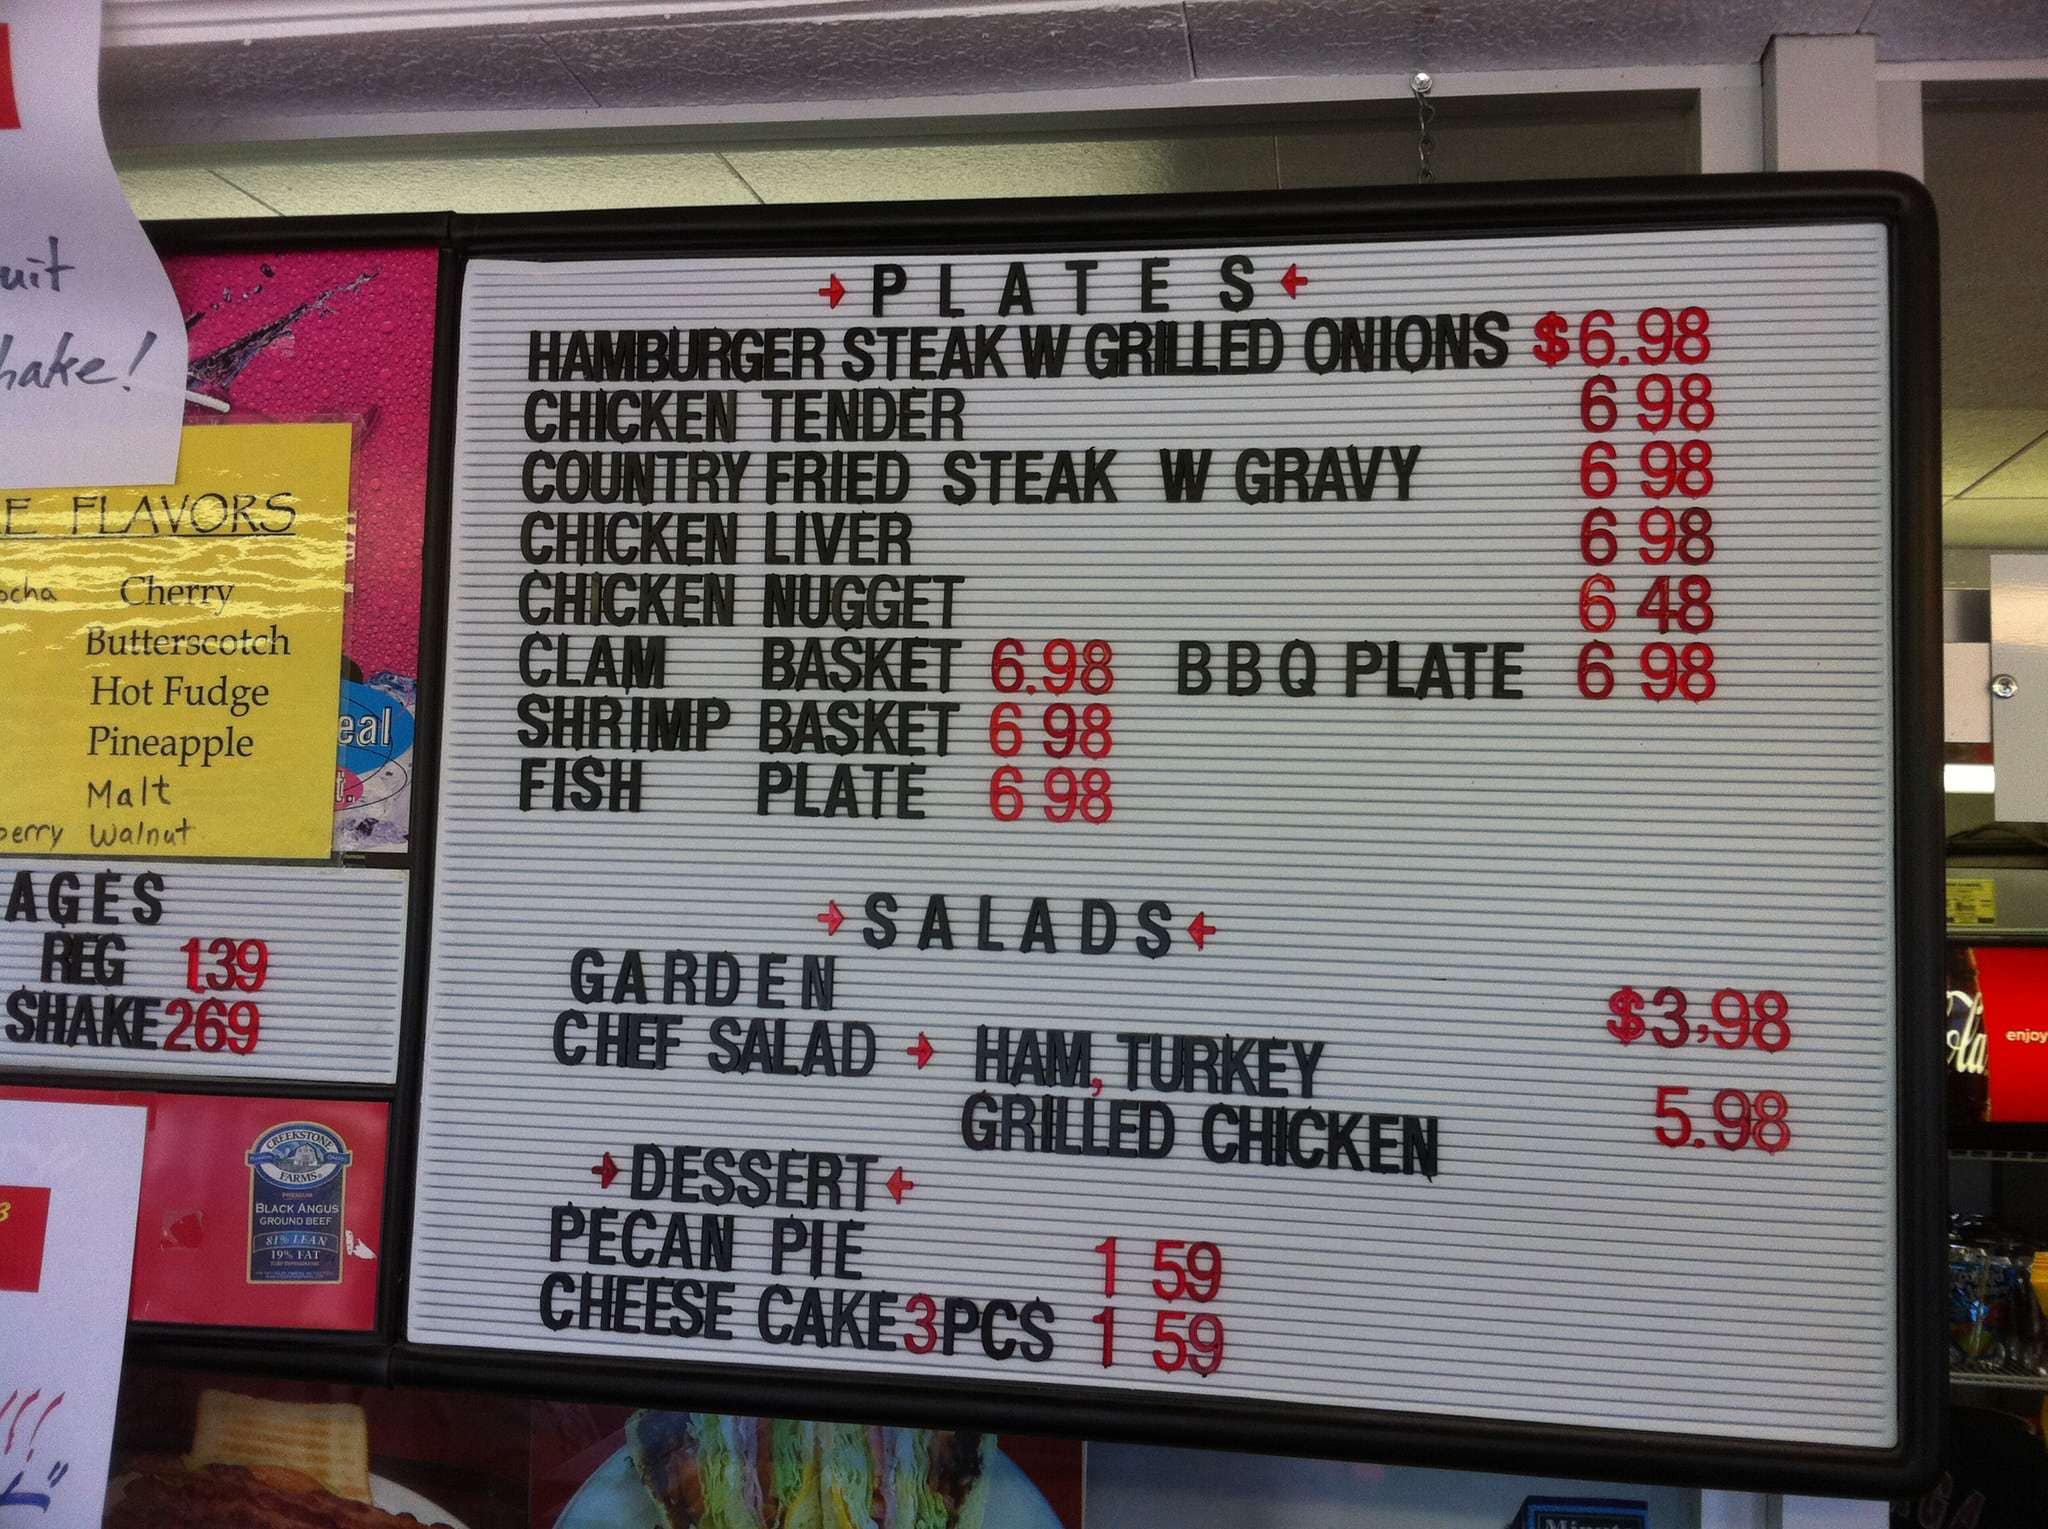 → P L A T E S ←
HAMBURGER STEAK W GRILLED ONIONS $6.98
CHICKEN TENDER 6 98
COUNTRY FRIED STEAK W GRAVY 6 98
CHICKEN LIVER 6 98
CHICKEN NUGGET 6 48
CLAM BASKET 6.98 BBQ PLATE 6 98
SHRIMP BASKET 6 98
FISH PLATE 6 98
→ SALADS ←
GARDEN $3,98
CHEF SALAD → HAM, TURKEY
GRILLED CHICKEN 5.98
→ DESSERT ←
PECAN PIE 1 59
CHEESE CAKE 3PCS 1 59
FLAVORS
Cherry
Butterscotch
Hot Fudge
Pineapple
Malt
Walnut
eal
t.
AGES
REG 1.39
SHAKE 269
CREEKSTONE
FARMS
PREMIUM
BLACK ANGUS
GROUND BEEF
81% LEAN
19% FAT
uit
hake!
enjoy